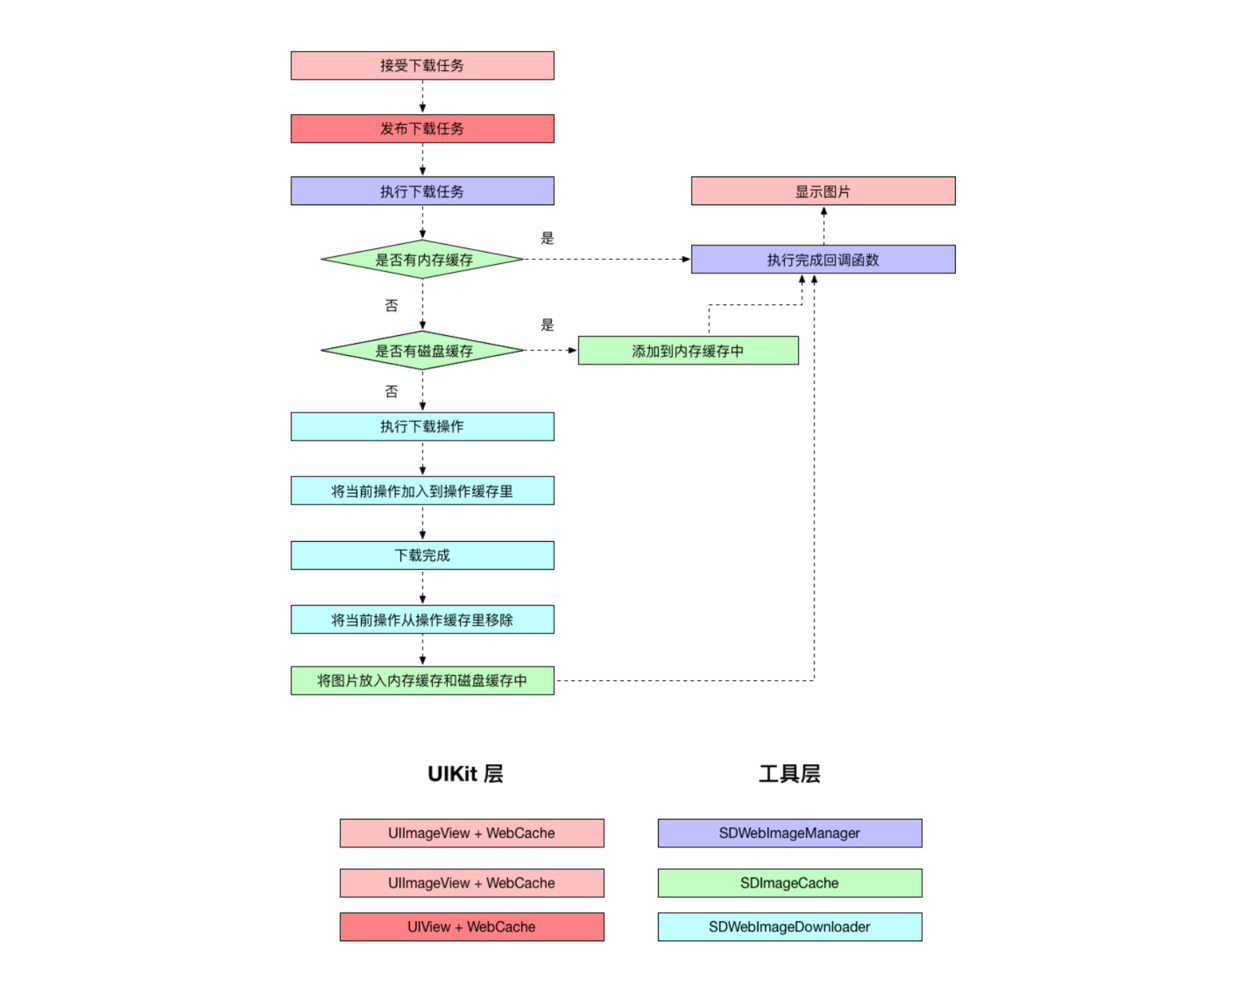 接受下载任务
发布下载任务
执行下载任务
显示图片
是
是否有内存缓存
执行完成回调函数
否
是
是否有磁盘缓存
添加到内存缓存中
否
执行下载操作
将当前操作加入到操作缓存里
下载完成
将当前操作从操作缓存里移除
将图片放入内存缓存和磁盘缓存中
UIKit 层
工具层
UIImageView + WebCache
SDWebImageManager
UIImageView + WebCache
SDImageCache
UIView + WebCache
SDWebImageDownloader